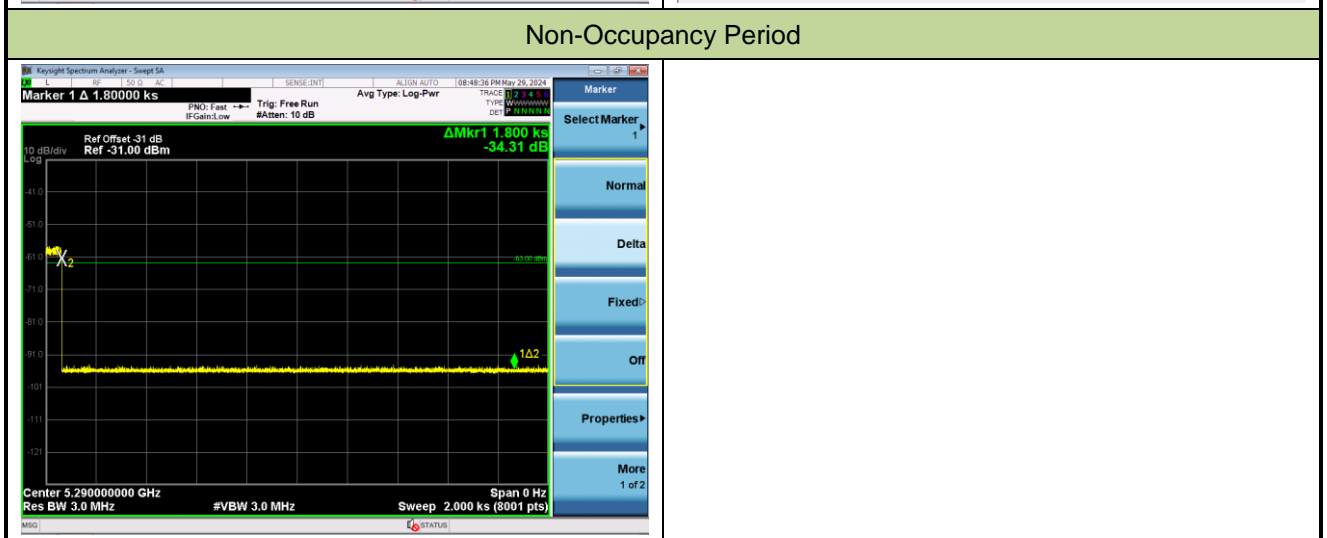 Non-Occupancy Period
Keysight Spectrum Analyzer - Swept SA
L RF 50 Ω AC SENSE:INT ALIGN AUTO 08:48:36 PM May 29, 2024
Marker 1 Δ 1.80000 ks Avg Type: Log-Pwr TRACE 1 2 3 4 5 6 Marker
PNO: Fast Trig: Free Run TYPE WWWWWW
IFGain:Low #Atten: 10 dB DET P N N N N N
Select Marker
1
ΔMkr1 1.800 ks
Ref Offset -31 dB
10 dB/div Ref -31.00 dBm -34.31 dB
Log
-41.0
Normal
-51.0
Delta
-61.0
2
-63.00 dBm
-71.0
Fixed
-81.0
-91.0
1Δ2
Off
-101
-111
Properties
-121
More
1 of 2
Center 5.290000000 GHz Span 0 Hz
Res BW 3.0 MHz #VBW 3.0 MHz Sweep 2.000 ks (8001 pts)
MSG STATUS